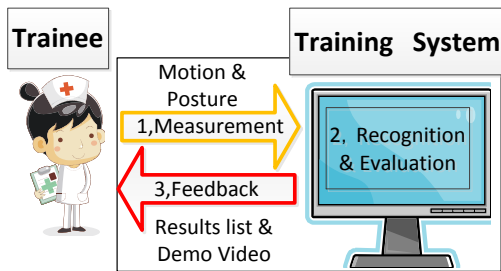 Trainee
Training System
Motion &
Posture
1,Measurement
2, Recognition
& Evaluation
3,Feedback
Results list &
Demo Video